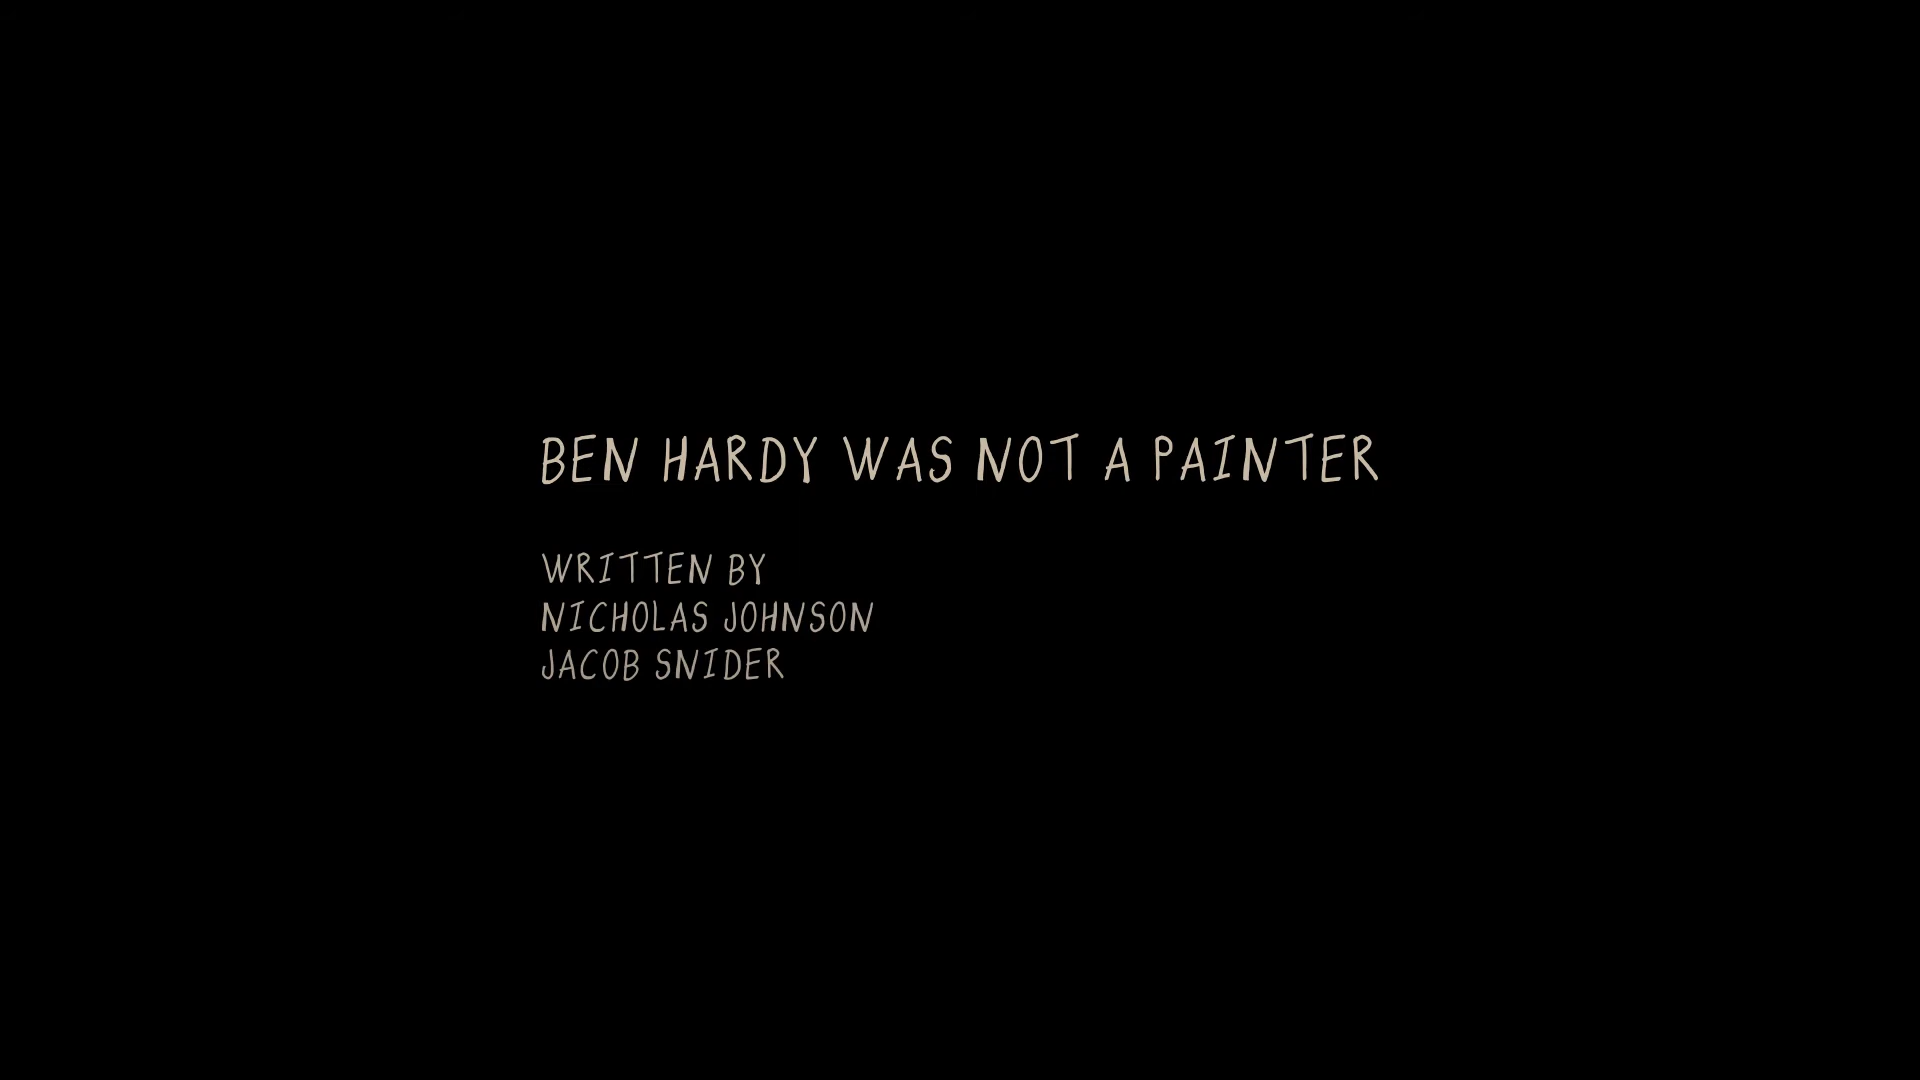 BEN HARDY WAS NOT A PAINTER
WRITTEN BY
NICHOLAS JOHNSON
JACOB SNIDER